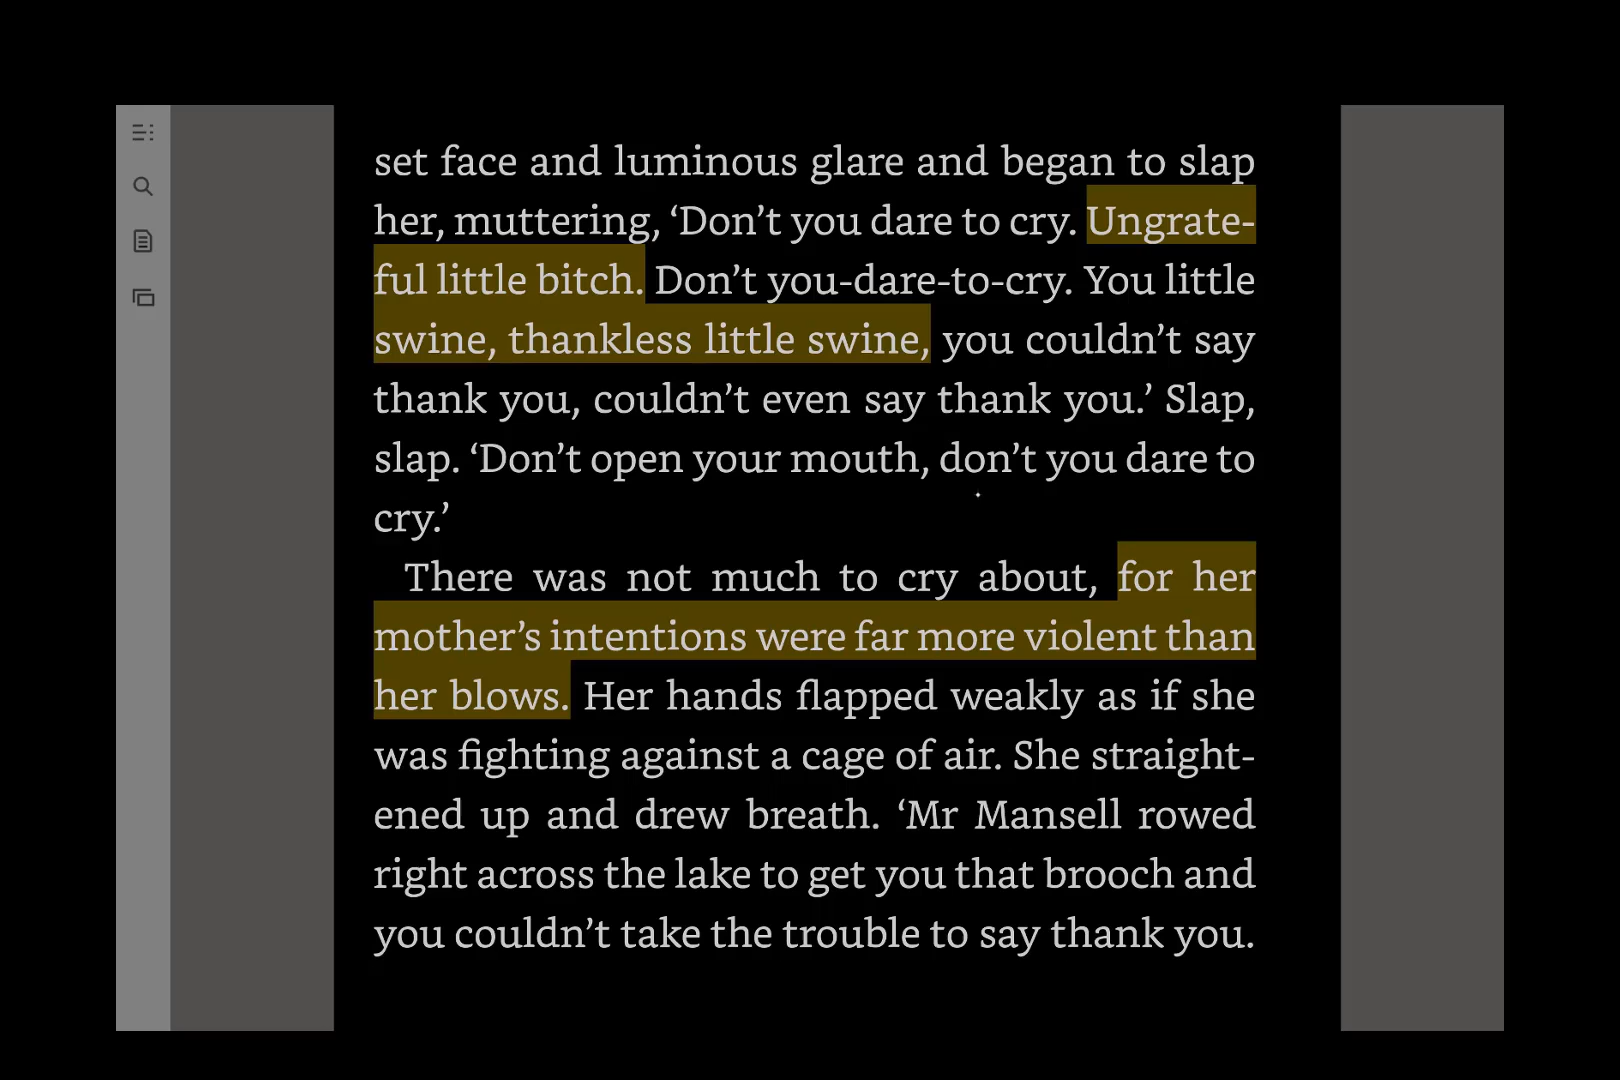 set face and luminous glare and began to slap
her, muttering, ‘Don’t you dare to cry. Ungrate-
ful little bitch. Don’t you-dare-to-cry. You little
swine, thankless little swine, you couldn’t say
thank you, couldn’t even say thank you.’ Slap,
slap. ‘Don’t open your mouth, don’t you dare to
cry.’
There was not much to cry about, for her
mother’s intentions were far more violent than
her blows. Her hands flapped weakly as if she
was fighting against a cage of air. She straight-
ened up and drew breath. ‘Mr Mansell rowed
right across the lake to get you that brooch and
you couldn’t take the trouble to say thank you.